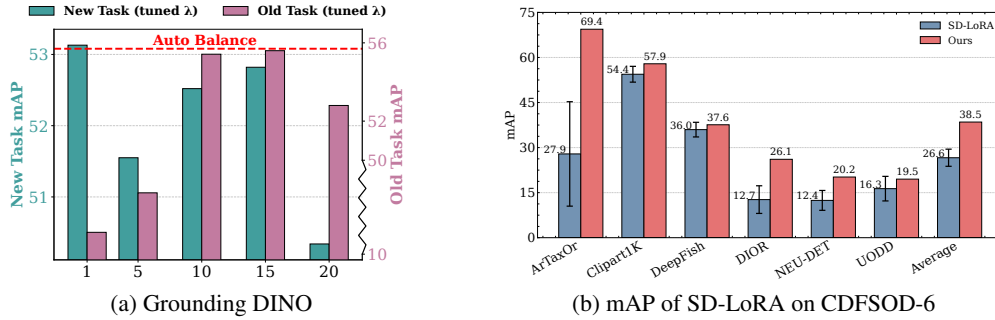 New Task (tuned λ) Old Task (tuned λ)
Auto Balance
New Task mAP
53
52
51
56
52
50
10
Old Task mAP
1 5 10 15 20
(a) Grounding DINO
SD-LoRA
Ours
mAP
75
60
45
30
15
0
27.9 69.4
54.4 57.9
36.0 37.6
12.7 26.1
12.4 20.2
16.3 19.5
26.6 38.5
ArTaxOr Clipart1K DeepFish DIOR NEU-DET UODD Average
(b) mAP of SD-LoRA on CDFSOD-6